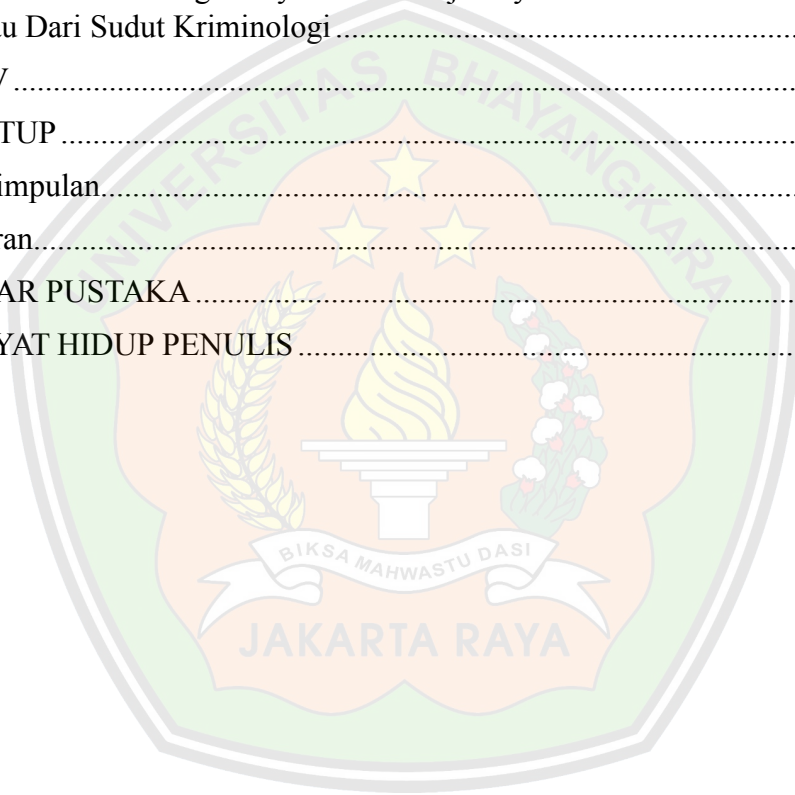 u Dari Sudut Kriminologi ........................................................
V ........................................................
TUP ........................................................
impulan........................................................
ran........................................ ........................................
AR PUSTAKA ........................................................
YAT HIDUP PENULIS ........................................................
UNIVERSITAS BHAYANGKARA
BIKSA MAHWASTU DASI
JAKARTA RAYA